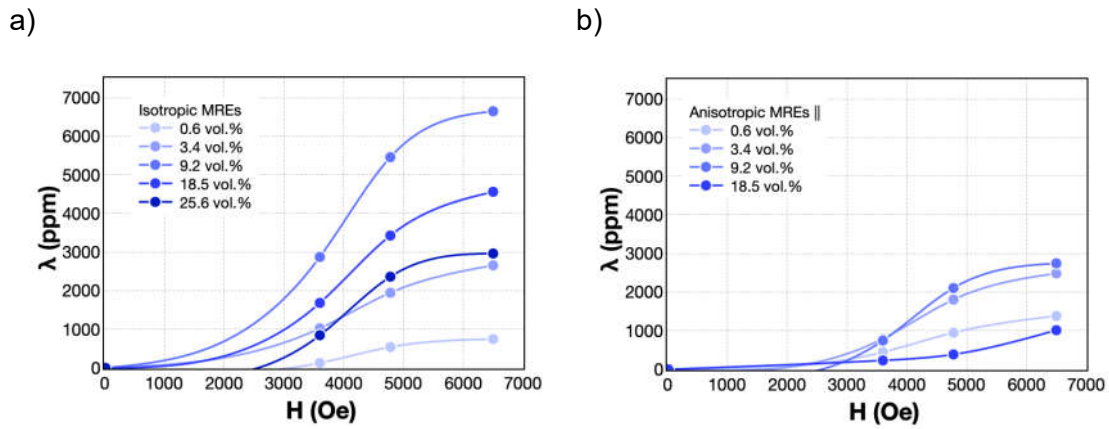 a)
b)
7000
6000
5000
4000
3000
2000
1000
0
λ (ppm)
Isotropic MREs
0.6 vol.%
3.4 vol.%
9.2 vol.%
18.5 vol.%
25.6 vol.%
0 1000 2000 3000 4000 5000 6000 7000
H (Oe)
7000
6000
5000
4000
3000
2000
1000
0
λ (ppm)
Anisotropic MREs ||
0.6 vol.%
3.4 vol.%
9.2 vol.%
18.5 vol.%
0 1000 2000 3000 4000 5000 6000 7000
H (Oe)